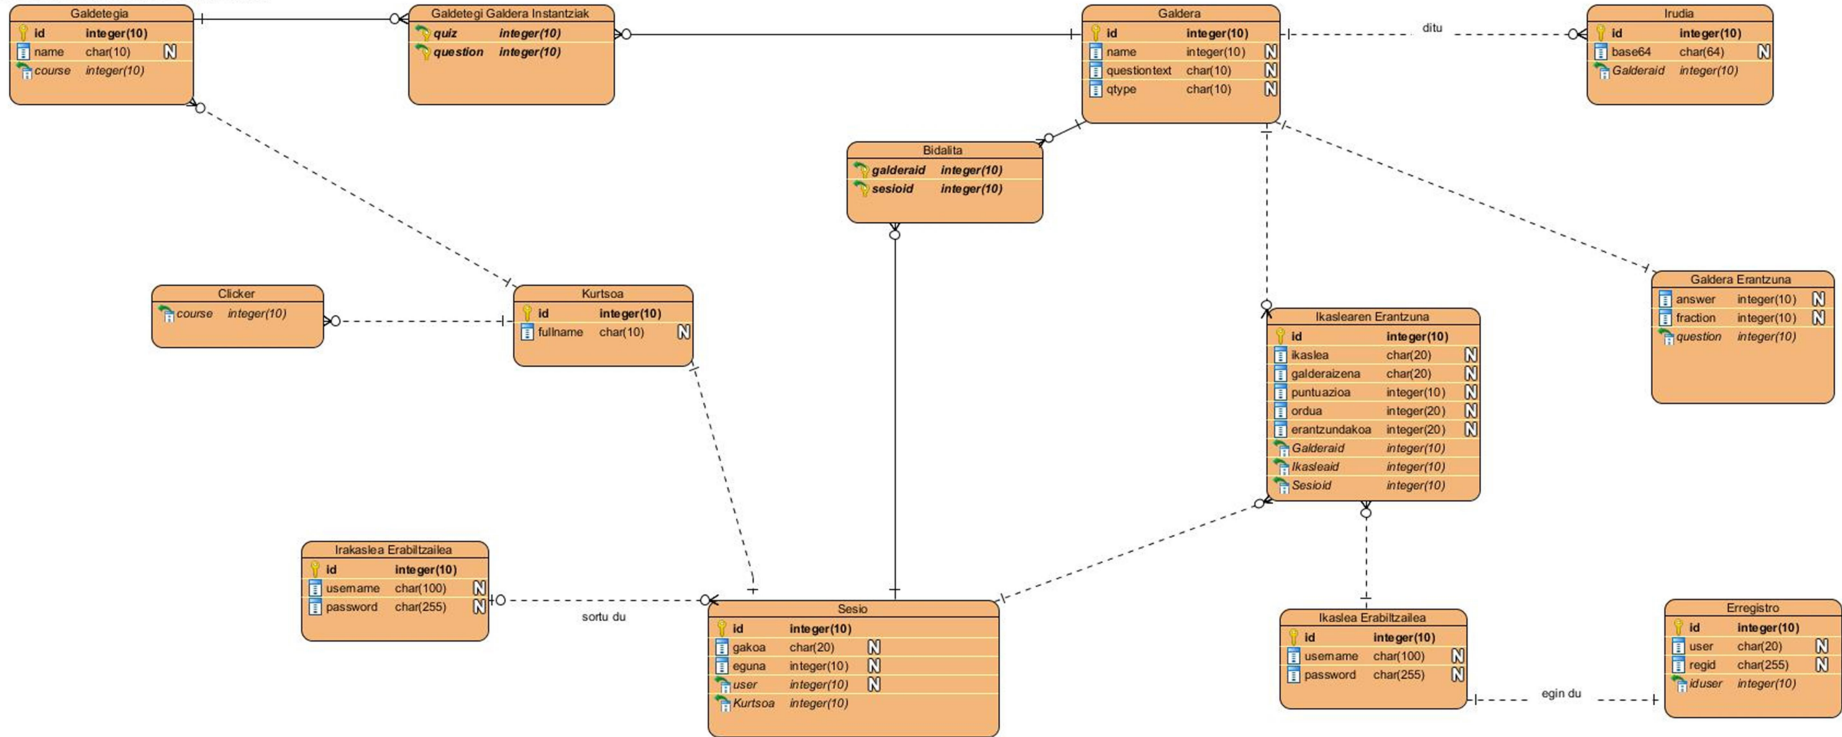 Galdetegia
id integer(10)
name char(10) N
course integer(10)
Galdetegi Galdera Instantziak
quiz integer(10)
question integer(10)
Galdera
id integer(10)
name integer(10) N
questiontext char(10) N
qtype char(10) N
ditu
Irudia
id integer(10)
base64 char(64) N
Galderaid integer(10)
Bidalita
galderaid integer(10)
sesioid integer(10)
Clicker
course integer(10)
Kurtsoa
id integer(10)
fullname char(10) N
Galdera Erantzuna
answer integer(10) N
fraction integer(10) N
question integer(10)
Ikaslearen Erantzuna
id integer(10)
ikaslea char(20) N
galderaizena char(20) N
puntuazioa integer(10) N
ordua integer(20) N
erantzundakoa integer(20) N
Galderaid integer(10)
Ikasleaid integer(10)
Sesioid integer(10)
Irakaslea Erabiltzailea
id integer(10)
username char(100) N
password char(255) N
sortu du
Sesio
id integer(10)
gakoa char(20) N
eguna integer(10) N
user integer(10) N
Kurtsoa integer(10)
Ikaslea Erabiltzailea
id integer(10)
username char(100) N
password char(255) N
egin du
Erregistro
id integer(10)
user char(20) N
regid char(255) N
iduser integer(10)